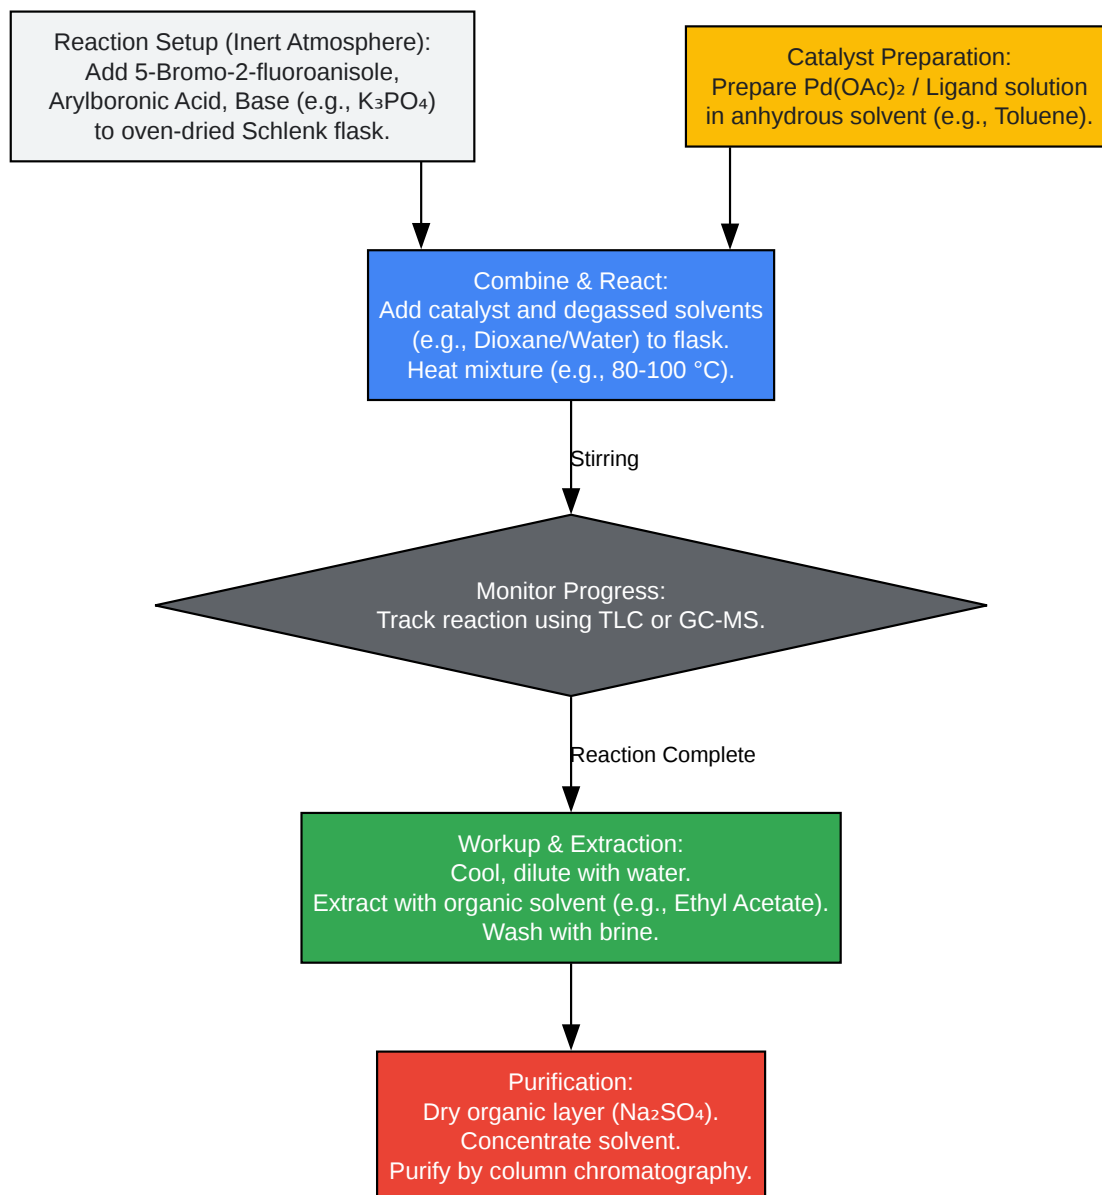 Reaction Setup (Inert Atmosphere):
Add 5-Bromo-2-fluoroanisole,
Arylboronic Acid, Base (e.g., K₃PO₄)
to oven-dried Schlenk flask.
Catalyst Preparation:
Prepare Pd(OAc)₂ / Ligand solution
in anhydrous solvent (e.g., Toluene).
Combine & React:
Add catalyst and degassed solvents
(e.g., Dioxane/Water) to flask.
Heat mixture (e.g., 80-100 °C).
Stirring
Monitor Progress:
Track reaction using TLC or GC-MS.
Reaction Complete
Workup & Extraction:
Cool, dilute with water.
Extract with organic solvent (e.g., Ethyl Acetate).
Wash with brine.
Purification:
Dry organic layer (Na₂SO₄).
Concentrate solvent.
Purify by column chromatography.